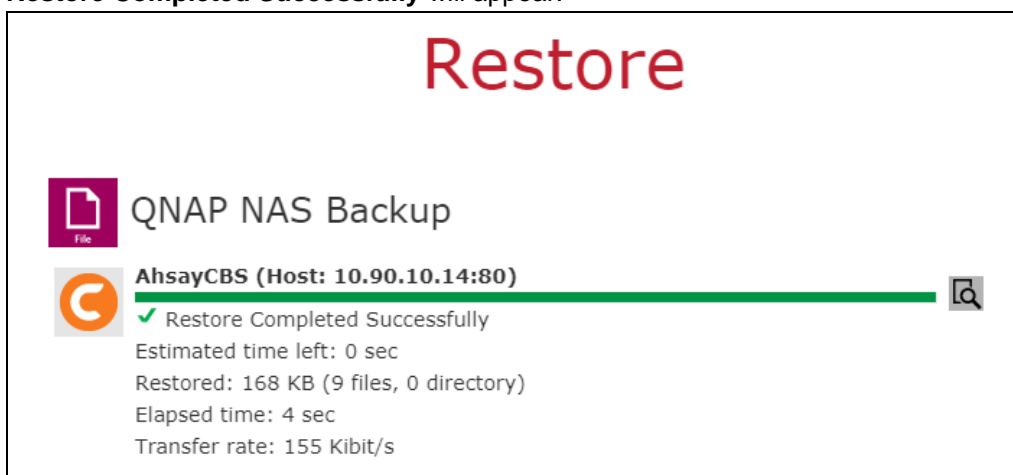 Restore Completed Successfully will appear.
Restore
File
QNAP NAS Backup
AhsayCBS (Host: 10.90.10.14:80)
✔ Restore Completed Successfully
Estimated time left: 0 sec
Restored: 168 KB (9 files, 0 directory)
Elapsed time: 4 sec
Transfer rate: 155 Kibit/s